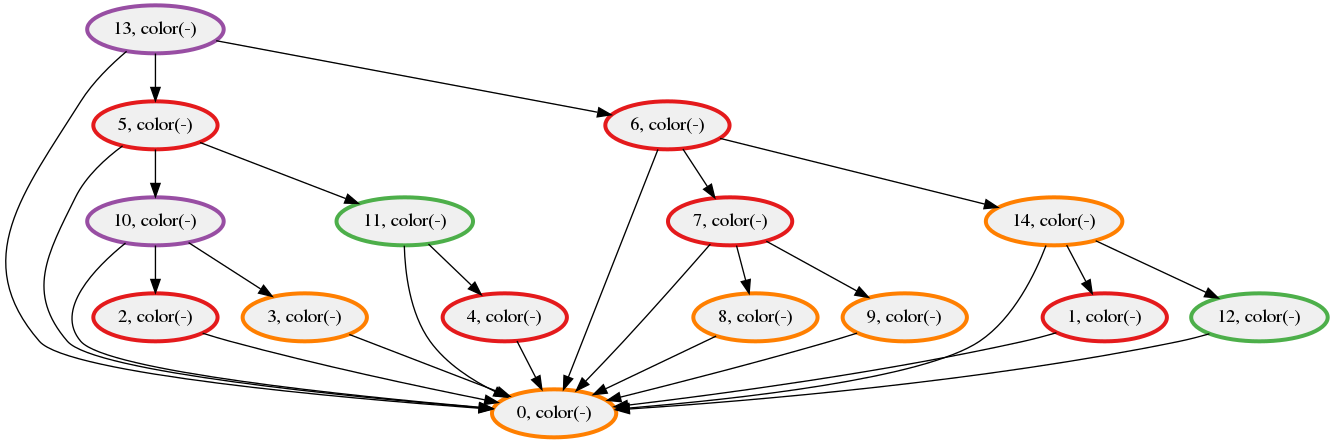 13, color(-)
5, color(-)
6, color(-)
10, color(-)
11, color(-)
7, color(-)
14, color(-)
2, color(-)
3, color(-)
4, color(-)
8, color(-)
9, color(-)
1, color(-)
12, color(-)
0, color(-)